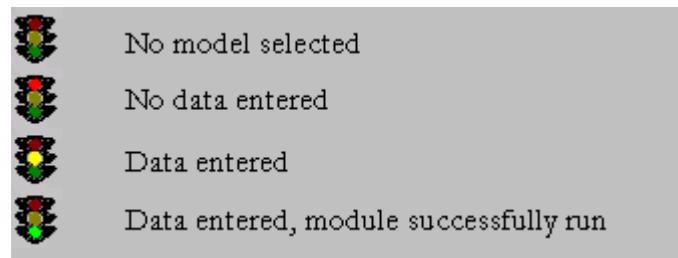 No model selected
No data entered
Data entered
Data entered, module successfully run